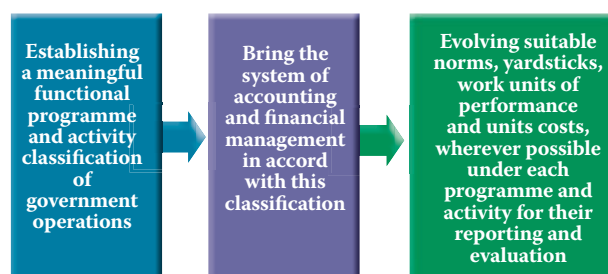 Establishing
a meaningful
functional
programme
and activity
classification
of
government
operations
Bring the
system of
accounting
and financial
management
in accord
with this
classification
Evolving suitable
norms, yardsticks,
work units of
performance
and units costs,
wherever possible
under each
programme and
activity for their
reporting and
evaluation